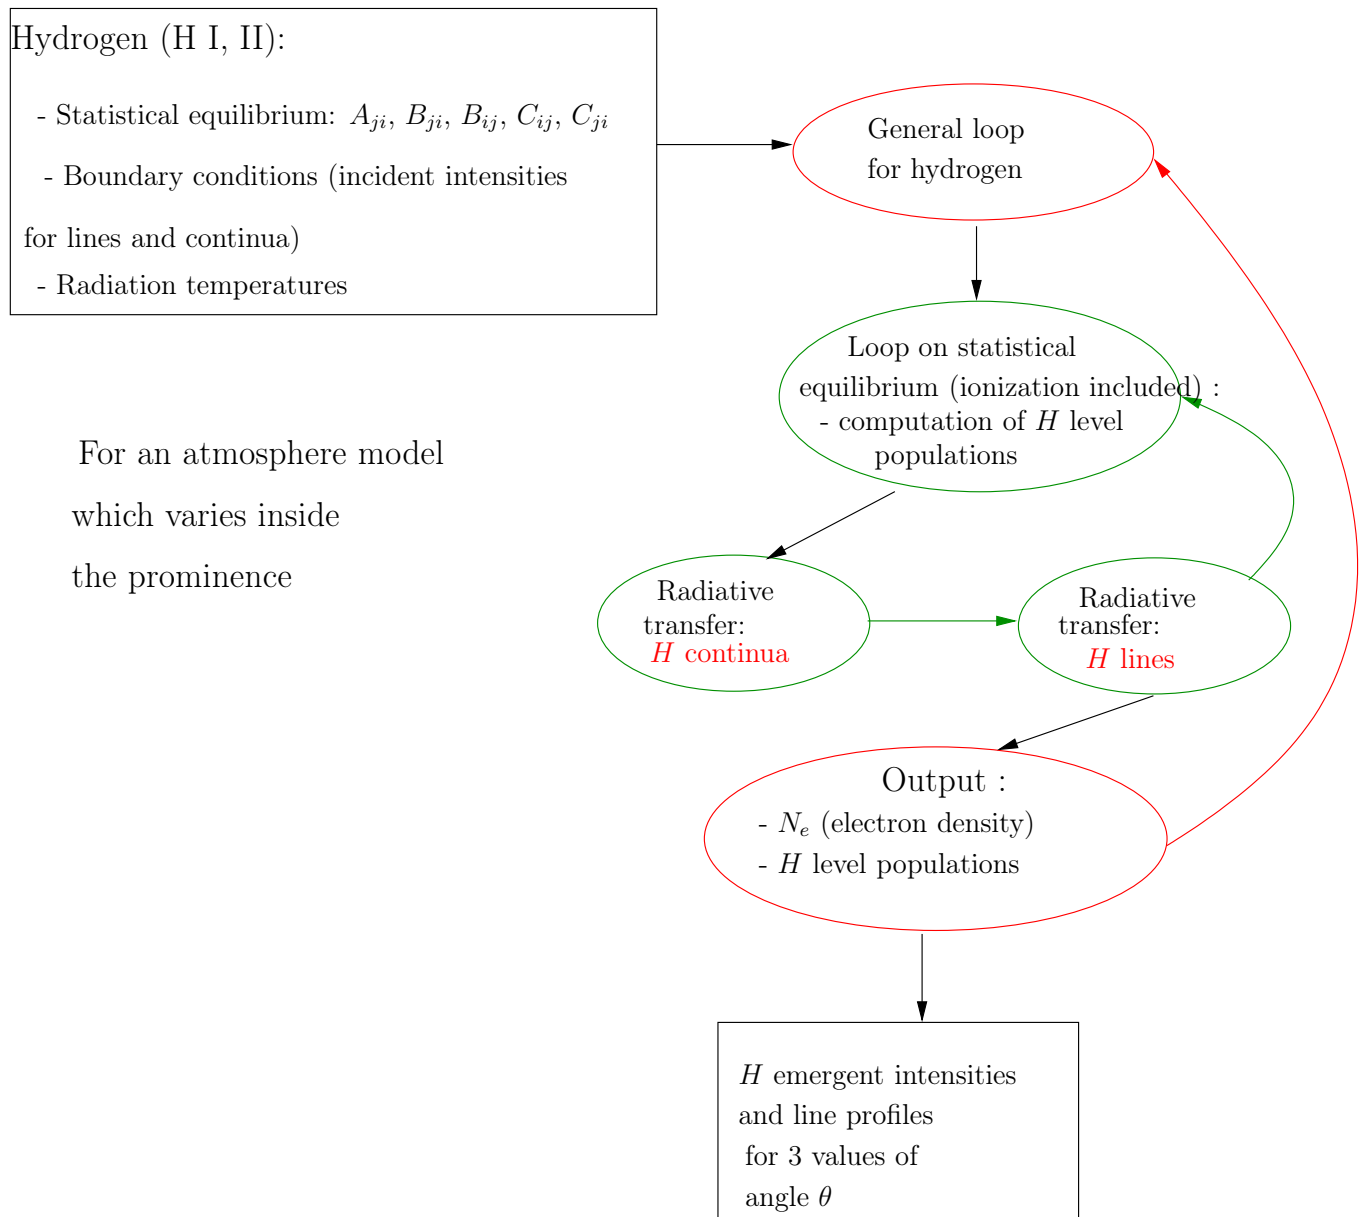 Hydrogen (H I, II):
- Statistical equilibrium: $A_{ji}$, $B_{ji}$, $B_{ij}$, $C_{ij}$, $C_{ji}$
- Boundary conditions (incident intensities
for lines and continua)
- Radiation temperatures
General loop
for hydrogen
Loop on statistical
equilibrium (ionization included) :
- computation of $H$ level
populations
For an atmosphere model
which varies inside
the prominence
Radiative
transfer:
$H$ continua
Radiative
transfer:
$H$ lines
Output :
- $N_e$ (electron density)
- $H$ level populations
$H$ emergent intensities
and line profiles
for 3 values of
angle $\theta$